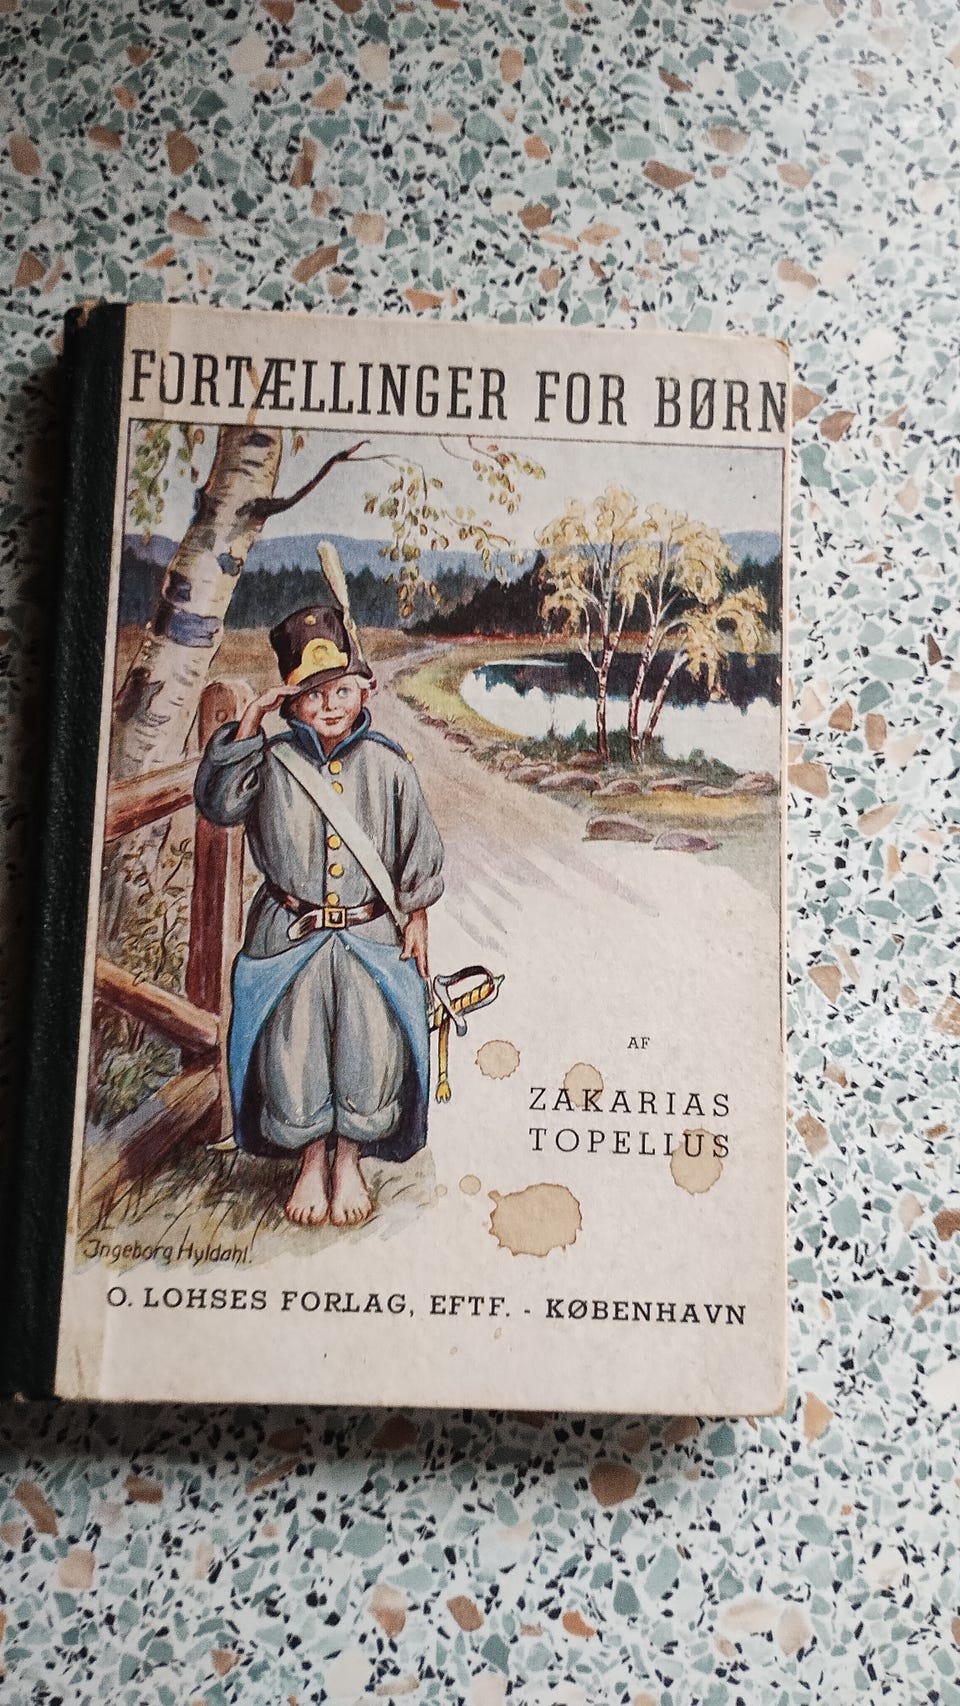 FORTÆLLINGER FOR BØRN
AF
ZAKARIAS
TOPELIUS
Ingeborg Hyldahl.
O. LOHSES FORLAG, EFTF. - KØBENHAVN